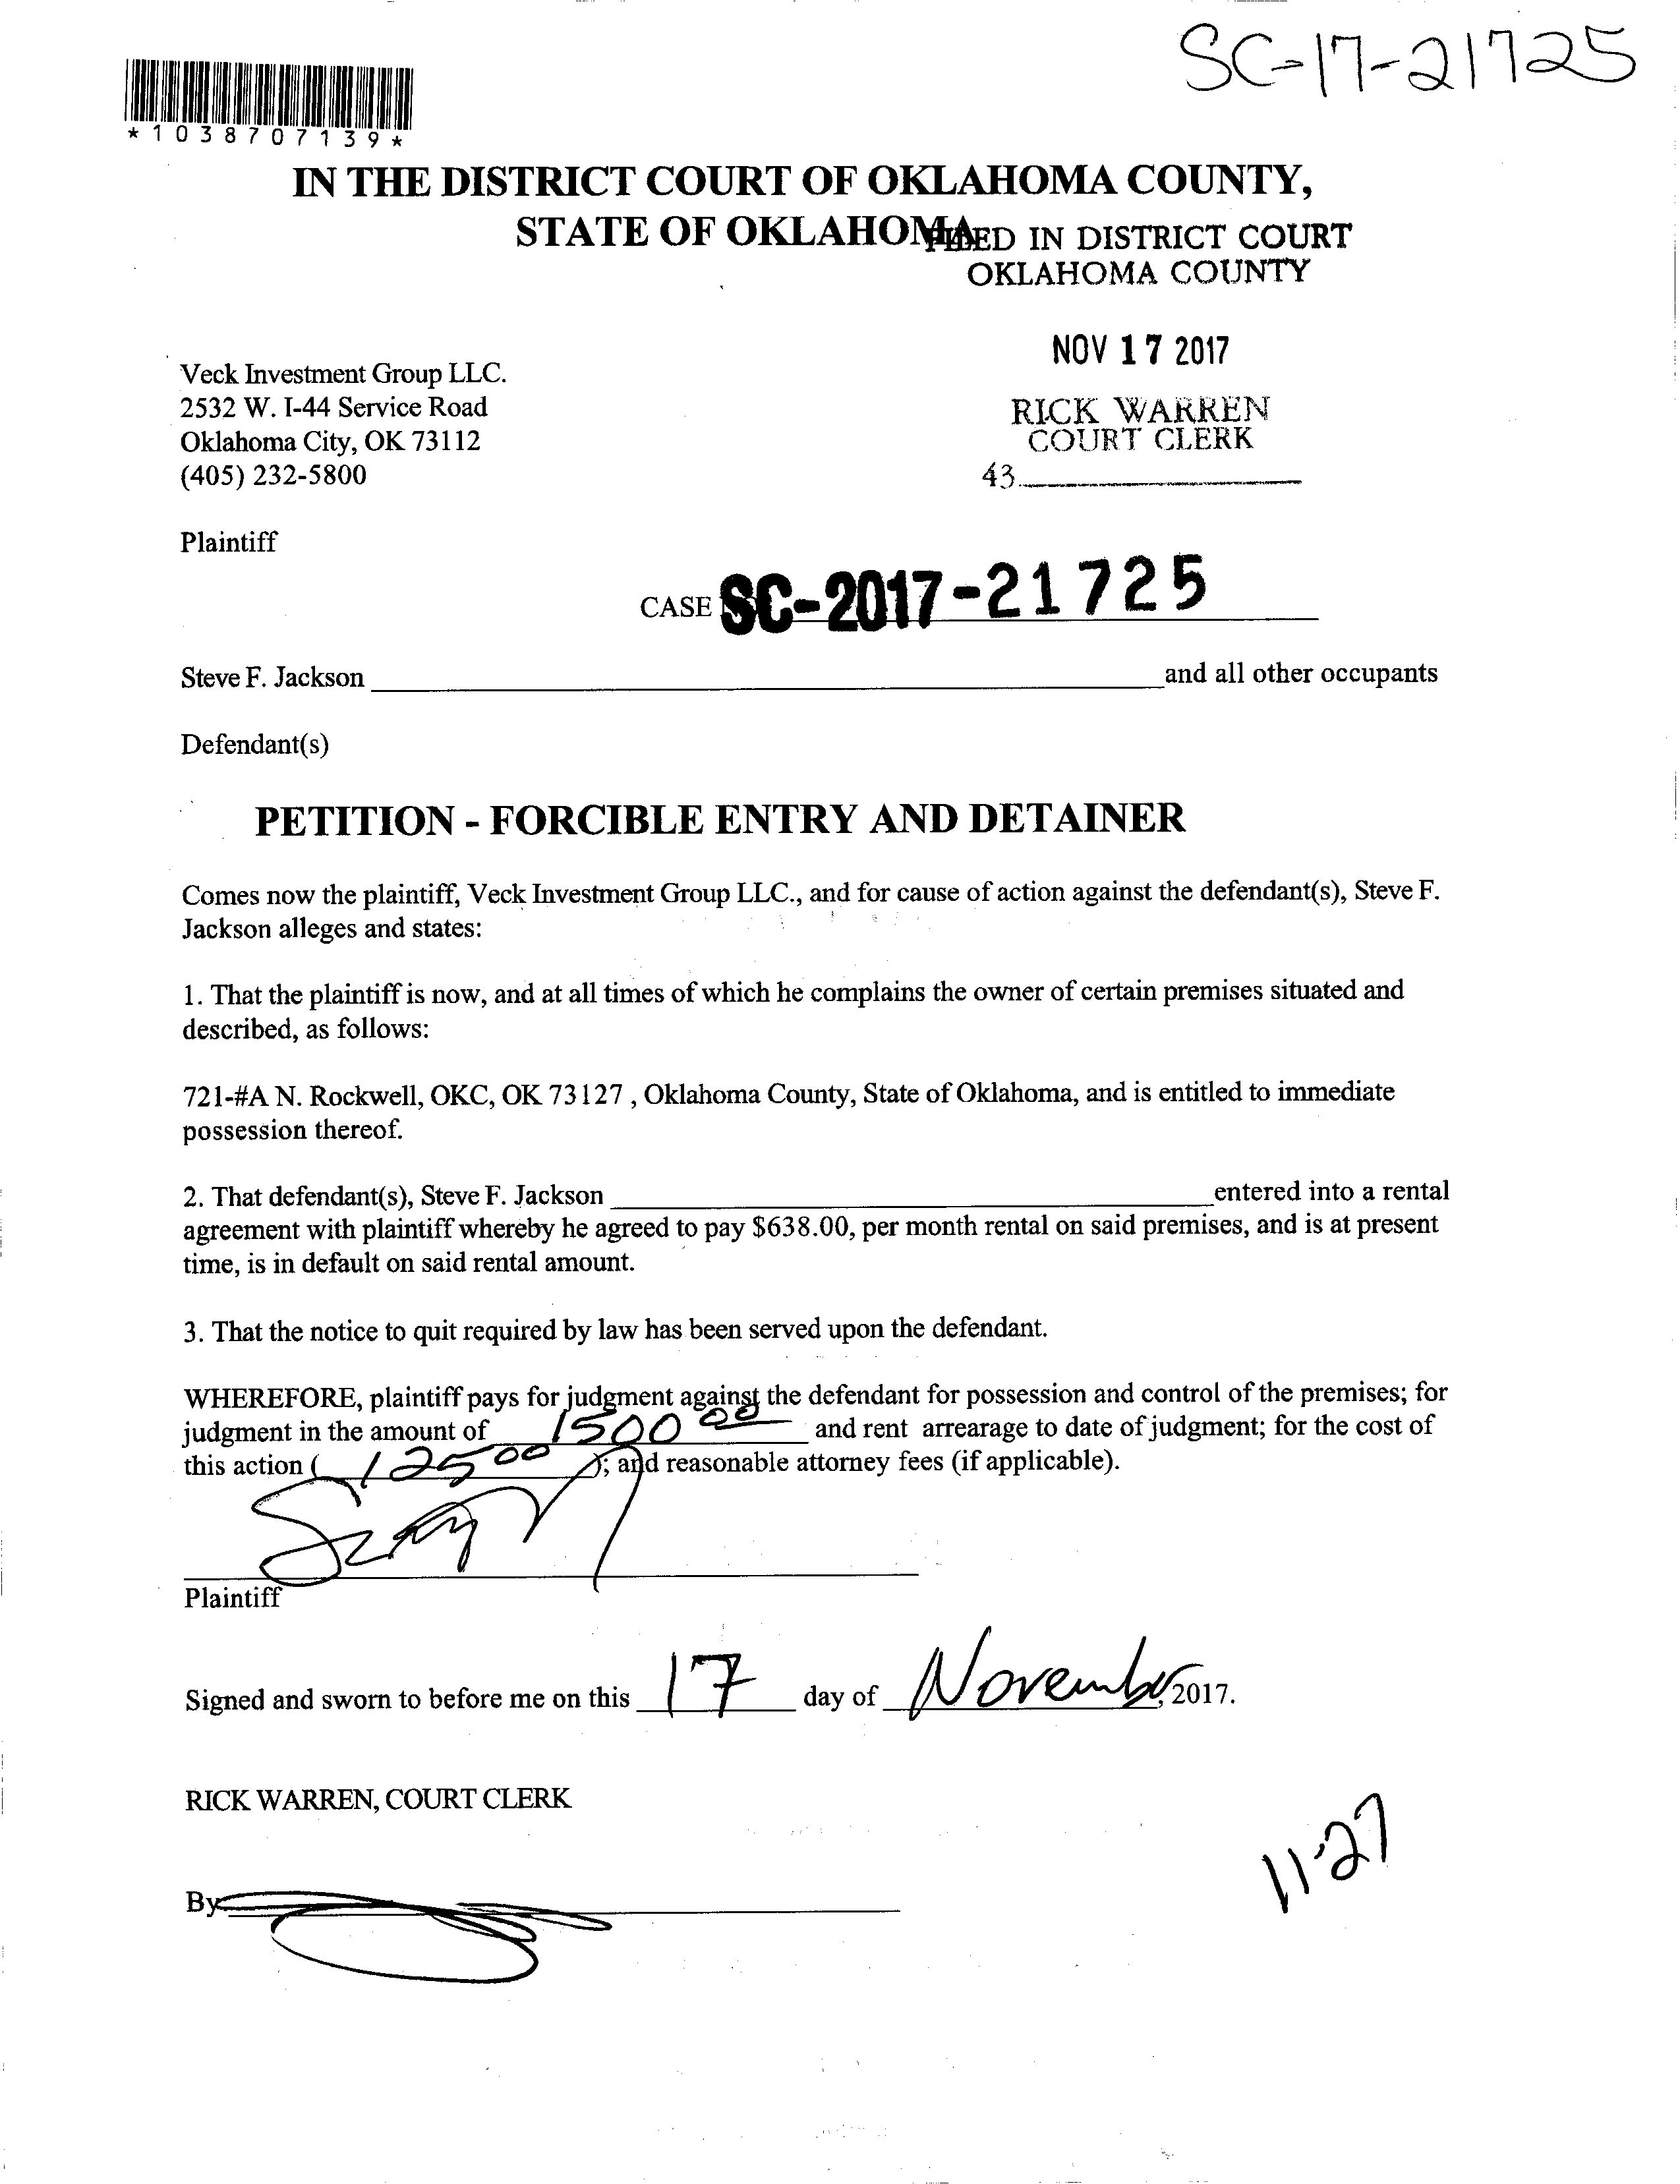 SC-17-21725
*1038707139*
IN THE DISTRICT COURT OF OKLAHOMA COUNTY,
STATE OF OKLAHOMA
FILED IN DISTRICT COURT
OKLAHOMA COUNTY
NOV 17 2017
RICK WARREN
COURT CLERK
43
Veck Investment Group LLC.
2532 W. I-44 Service Road
Oklahoma City, OK 73112
(405) 232-5800
Plaintiff
CASE SC-2017-21725
Steve F. Jackson and all other occupants
Defendant(s)
PETITION - FORCIBLE ENTRY AND DETAINER
Comes now the plaintiff, Veck Investment Group LLC., and for cause of action against the defendant(s), Steve F.
Jackson alleges and states:
1. That the plaintiff is now, and at all times of which he complains the owner of certain premises situated and
described, as follows:
721-#A N. Rockwell, OKC, OK 73127 , Oklahoma County, State of Oklahoma, and is entitled to immediate
possession thereof.
2. That defendant(s), Steve F. Jackson entered into a rental
agreement with plaintiff whereby he agreed to pay $638.00, per month rental on said premises, and is at present
time, is in default on said rental amount.
3. That the notice to quit required by law has been served upon the defendant.
WHEREFORE, plaintiff pays for judgment against the defendant for possession and control of the premises; for
judgment in the amount of 1500 00 and rent arrearage to date of judgment; for the cost of
this action ( 125 00 ); and reasonable attorney fees (if applicable).
Plaintiff
Signed and sworn to before me on this 17 day of November, 2017.
RICK WARREN, COURT CLERK
11-27
By